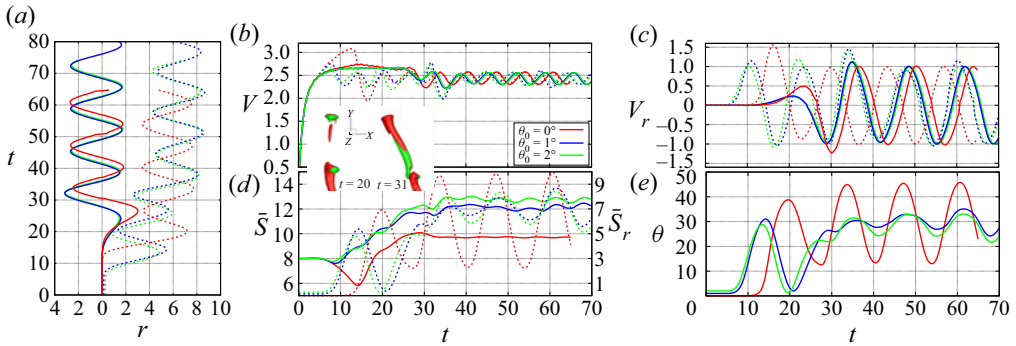 (a)
80
70
60
50
t 40
30
20
10
0
4 2 0 2 4 6 8 10
r
(b)
3.0
2.5
V 2.0
1.5
1.0
0.5
Y
X
Z
t = 20 t = 31
θ0 = 0°
θ0 = 1°
θ0 = 2°
(c)
1.5
1.0
0.5
Vr 0
−0.5
−1.0
−1.5
(d)
14 9
12 7
S̄ 10 5 S̄r
8 3
6 1
0 10 20 30 40 50 60 70
t
(e)
50
40
30
θ
20
10
0 10 20 30 40 50 60 70
t